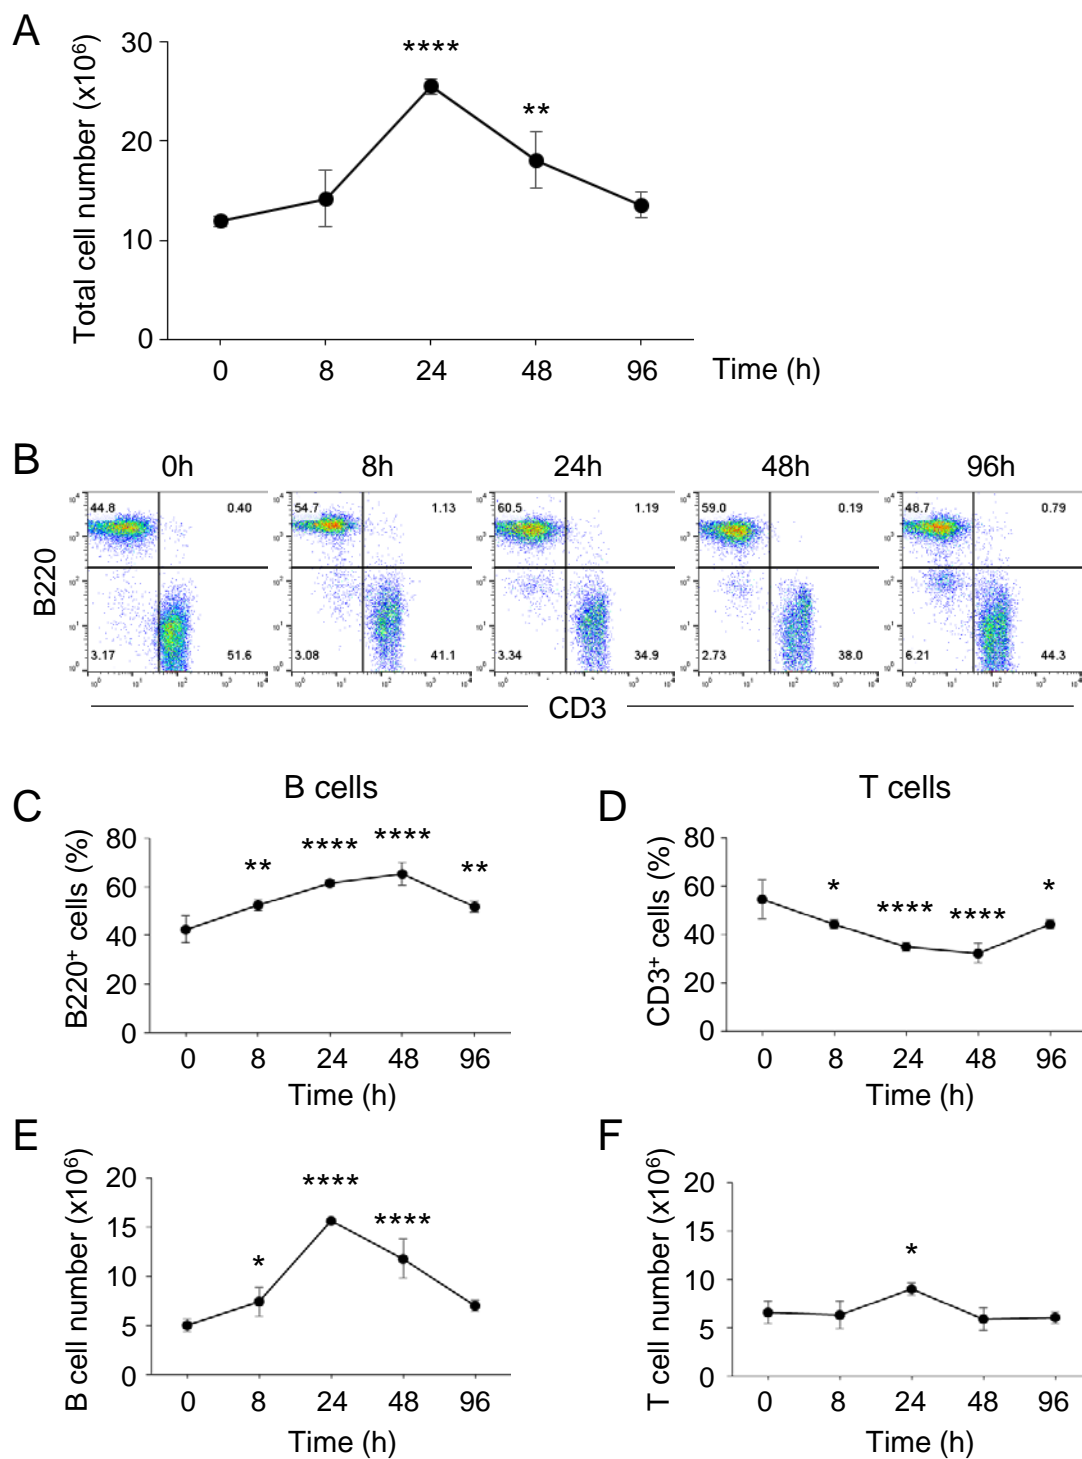 A
Total cell number (x10⁶)
30
20
10
0
****
**
0 8 24 48 96 Time (h)
B
0h 8h 24h 48h 96h
B220
44.8 0.40 54.7 1.13 60.5 1.19 59.0 0.19 48.7 0.79
3.17 51.6 3.08 41.1 3.34 34.9 2.73 38.0 6.21 44.3
CD3
B cells
C
B220⁺ cells (%)
80
60
40
20
0
** **** **** **
0 8 24 48 96
Time (h)
T cells
D
CD3⁺ cells (%)
80
60
40
20
0
* **** **** *
0 8 24 48 96
Time (h)
E
B cell number (x10⁶)
20
15
10
5
0
* **** ****
0 8 24 48 96
Time (h)
F
T cell number (x10⁶)
20
15
10
5
0
*
0 8 24 48 96
Time (h)